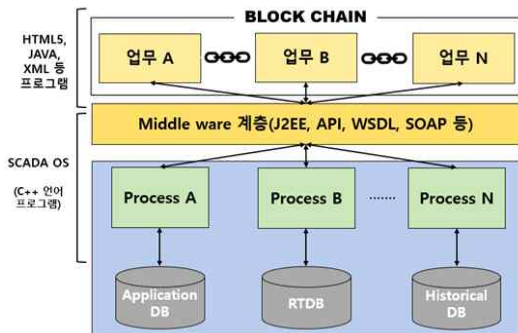 BLOCK CHAIN
HTML5,
JAVA,
XML 등
프로그램
업무 A
업무 B
업무 N
Middle ware 계층(J2EE, API, WSDL, SOAP 등)
SCADA OS
(C++ 언어
프로그램)
Process A
Process B
.......
Process N
Application
DB
RTDB
Historical
DB